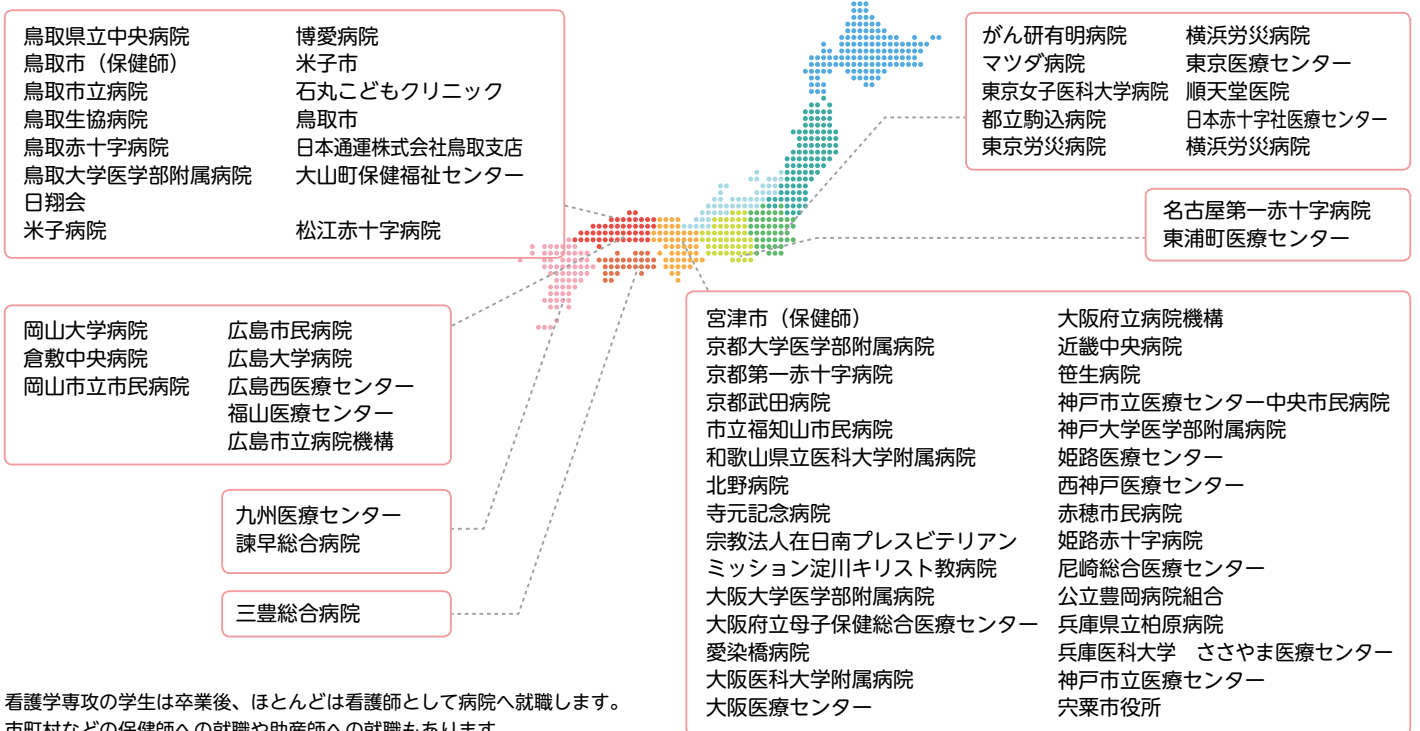 鳥取県立中央病院
鳥取市（保健師）
鳥取市立病院
鳥取生協病院
鳥取赤十字病院
鳥取大学医学部附属病院
日翔会
米子病院
博愛病院
米子市
石丸こどもクリニック
鳥取市
日本通運株式会社鳥取支店
大山町保健福祉センター
松江赤十字病院
がん研有明病院
マツダ病院
東京女子医科大学病院
都立駒込病院
東京労災病院
横浜労災病院
東京医療センター
順天堂医院
日本赤十字社医療センター
横浜労災病院
名古屋第一赤十字病院
東浦町医療センター
岡山大学病院
倉敷中央病院
岡山市立市民病院
広島市民病院
広島大学病院
広島西医療センター
福山医療センター
広島市立病院機構
九州医療センター
諫早総合病院
三豊総合病院
宮津市（保健師）
京都大学医学部附属病院
京都第一赤十字病院
京都武田病院
市立福知山市民病院
和歌山県立医科大学附属病院
北野病院
寺元記念病院
宗教法人在日南プレスビテリアン
ミッション淀川キリスト教病院
大阪大学医学部附属病院
大阪府立母子保健総合医療センター
愛染橋病院
大阪医科大学附属病院
大阪医療センター
大阪府立病院機構
近畿中央病院
笹生病院
神戸市立医療センター中央市民病院
神戸大学医学部附属病院
姫路医療センター
西神戸医療センター
赤穂市民病院
姫路赤十字病院
尼崎総合医療センター
公立豊岡病院組合
兵庫県立柏原病院
兵庫医科大学　ささやま医療センター
神戸市立医療センター
宍粟市役所
看護学専攻の学生は卒業後、ほとんどは看護師として病院へ就職します。
市町村などの保健師への就職や助産師への就職もあります